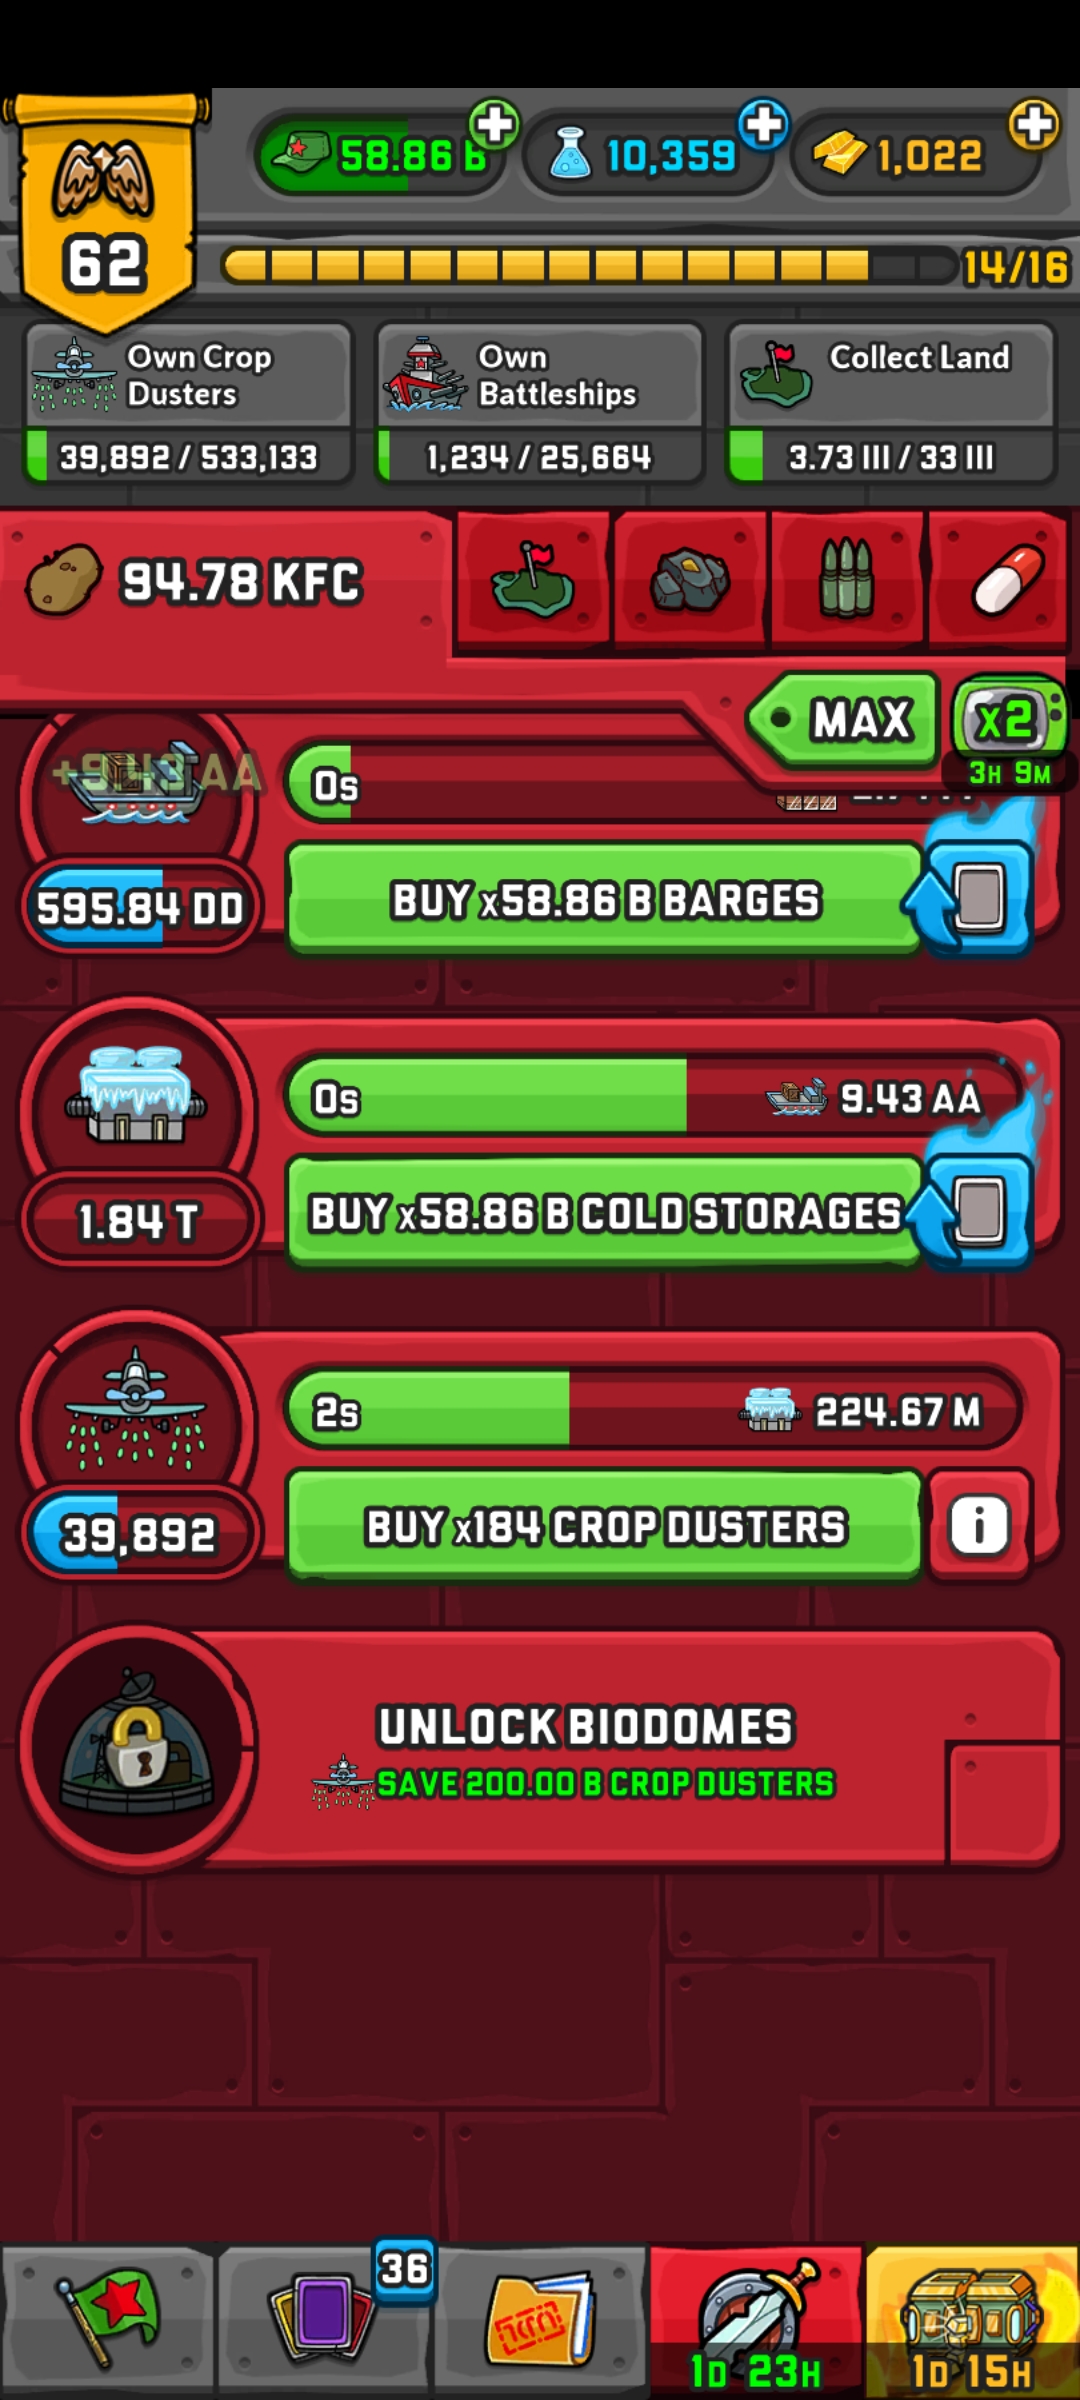 58.86 B
10,359
1,022
62
14/16
Own Crop
Dusters
39,892 / 533,133
Own
Battleships
1,234 / 25,664
Collect Land
3.73 III / 33 III
94.78 KFC
MAX
x2
3H 9M
+9.43 AA
0s
595.84 DD
BUY x58.86 B BARGES
0s
9.43 AA
1.84 T
BUY x58.86 B COLD STORAGES
2s
224.67 M
39,892
BUY x184 CROP DUSTERS
i
UNLOCK BIODOMES
SAVE 200.00 B CROP DUSTERS
36
1D 23H
1D 15H